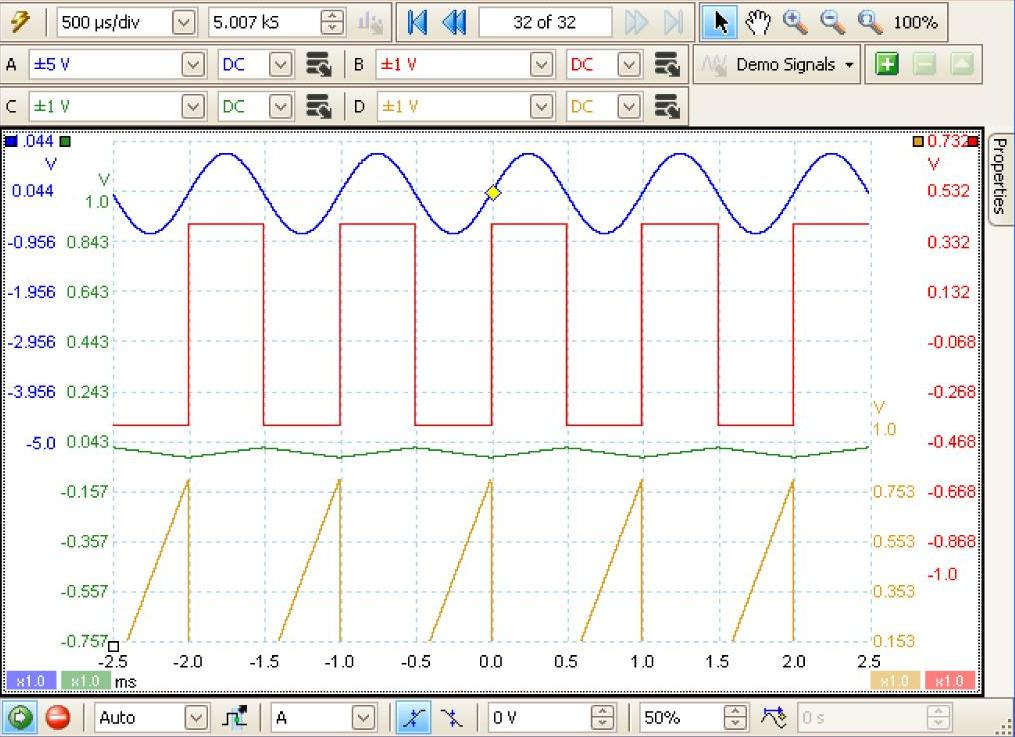 500 µs/div 5.007 kS 32 of 32 100%
A ±5 V DC B ±1 V DC Demo Signals
C ±1 V DC D ±1 V DC
Properties
.044 0.732
V V
0.044 V 0.532
1.0
-0.956 0.843 0.332
-1.956 0.643 0.132
-2.956 0.443 -0.068
-3.956 0.243 -0.268
V
1.0
-5.0 0.043 -0.468
-0.157 0.753 -0.668
-0.357 0.553 -0.868
-1.0
-0.557 0.353
-0.757 0.153
-2.5 -2.0 -1.5 -1.0 -0.5 0.0 0.5 1.0 1.5 2.0 2.5
x1.0 x1.0 ms x1.0 x1.0
Auto A 0 V 50% 0 s